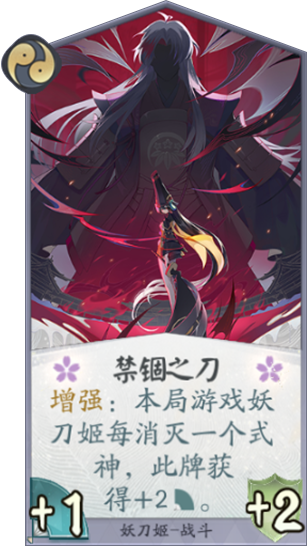 禁锢之刀
增强：本局游戏妖
刀姬每消灭一个式
神，此牌获
得+2。
+1
+2
妖刀姬-战斗